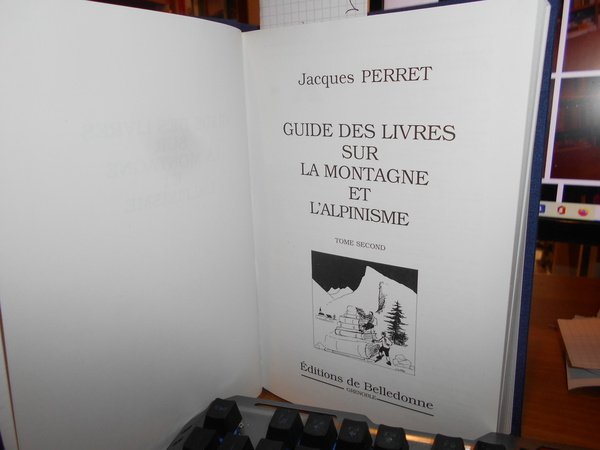 Jacques PERRET
GUIDE DES LIVRES
SUR
LA MONTAGNE
ET
L'ALPINISME
TOME SECOND
Éditions de Belledonne
GRENOBLE